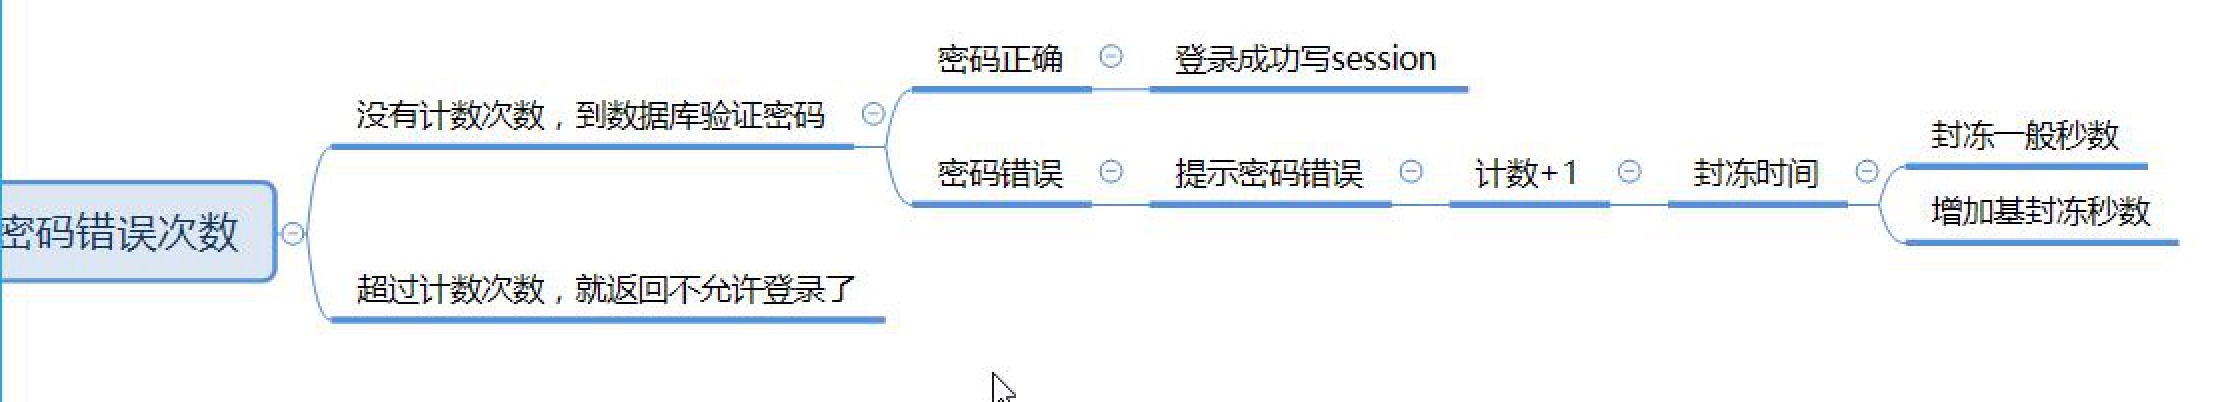 密码错误次数
没有计数次数，到数据库验证密码
密码正确
登录成功写session
密码错误
提示密码错误
计数+1
封冻时间
封冻一般秒数
增加基封冻秒数
超过计数次数，就返回不允许登录了